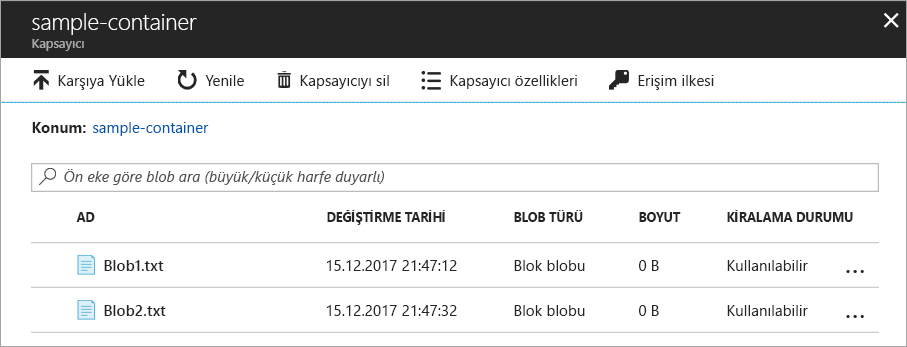 sample-container
Kapsayıcı
Karşıya Yükle Yenile Kapsayıcıyı sil Kapsayıcı özellikleri Erişim ilkesi
Konum: sample-container
Ön eke göre blob ara (büyük/küçük harfe duyarlı)
AD DEĞİŞTİRME TARİHİ BLOB TÜRÜ BOYUT KİRALAMA DURUMU
Blob1.txt 15.12.2017 21:47:12 Blok blobu 0 B Kullanılabilir ...
Blob2.txt 15.12.2017 21:47:32 Blok blobu 0 B Kullanılabilir ...